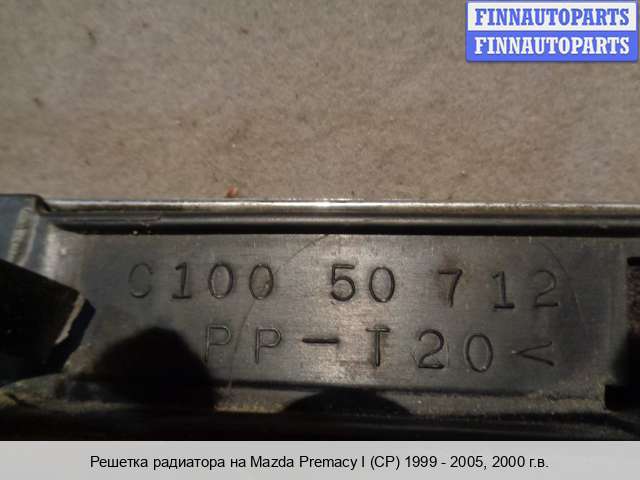 FINNAUTOPARTS
FINNAUTOPARTS
C100 50 712
PP-T20<
Решетка радиатора на Mazda Premacy I (CP) 1999 - 2005, 2000 г.в.